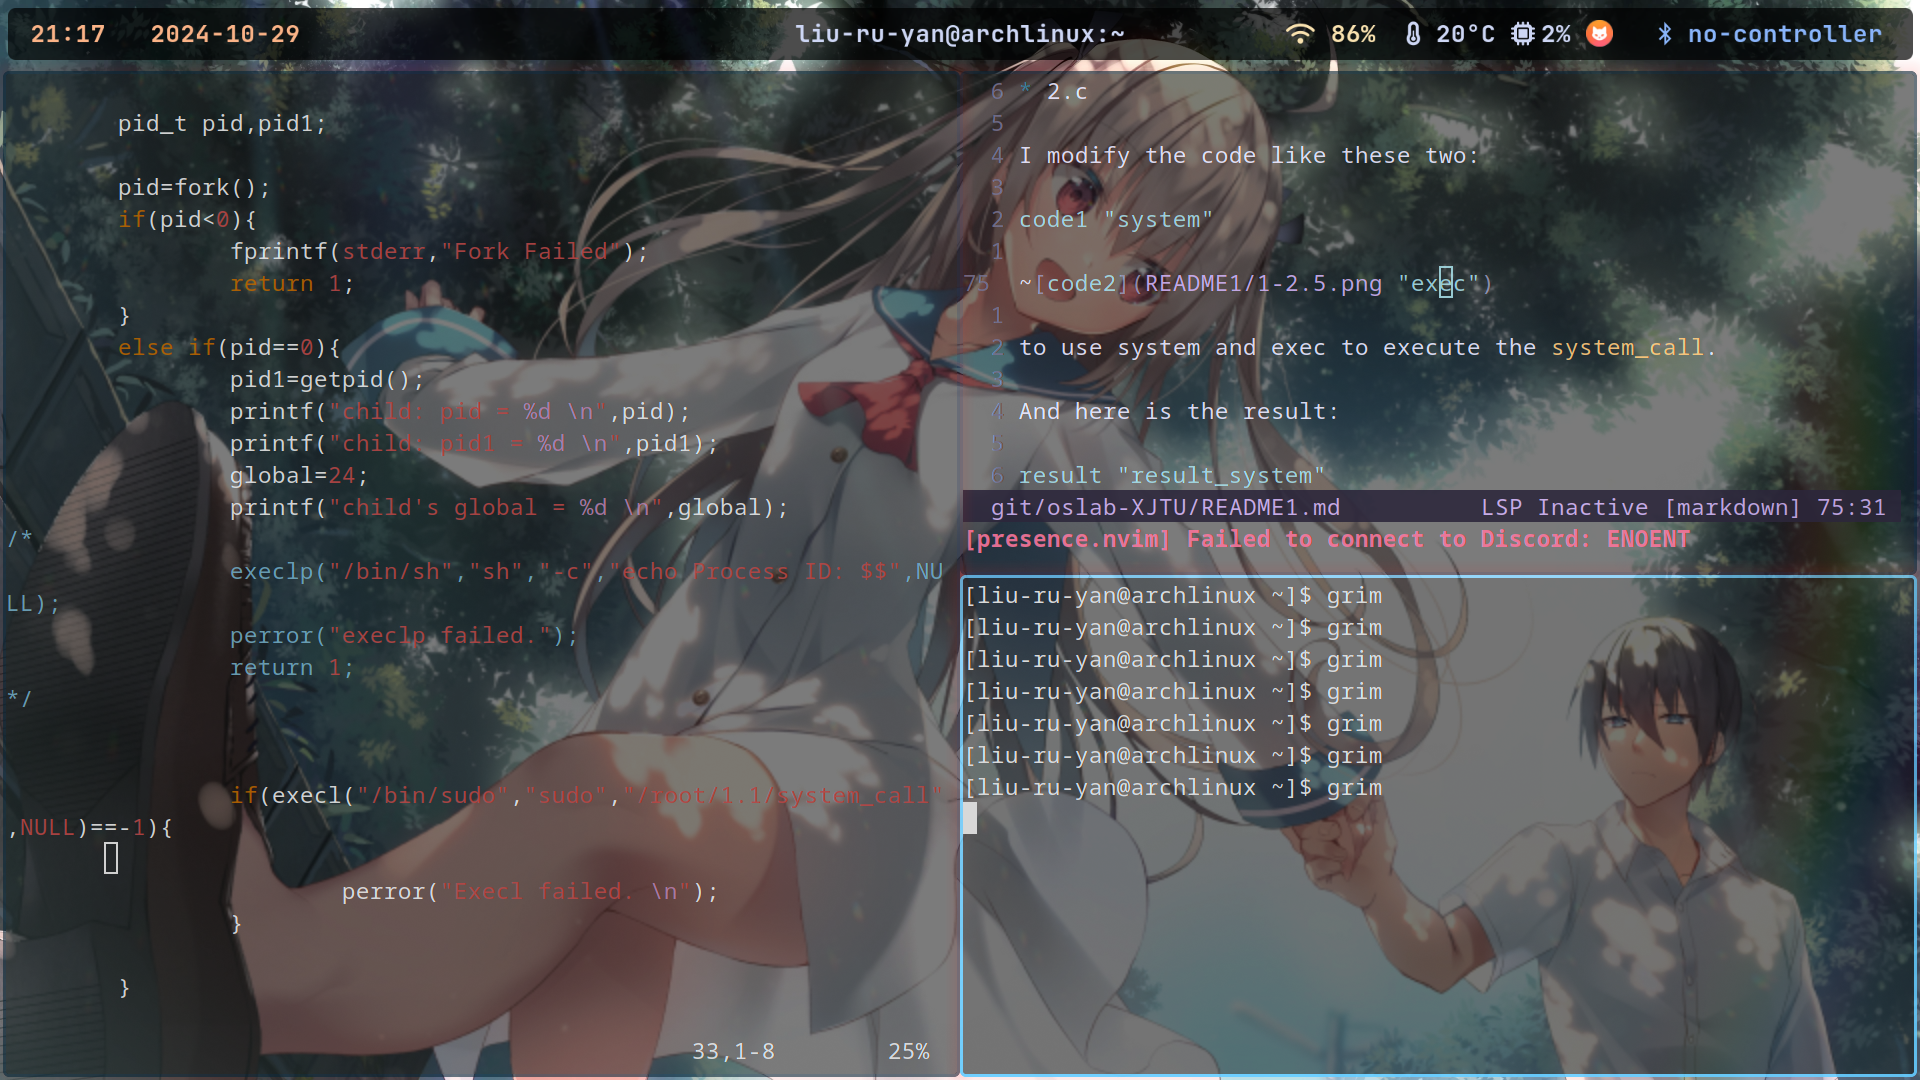 21:17 2024-10-29 liu-ru-yan@archlinux:~ 86% 20°C 2% no-controller
pid_t pid,pid1;
pid=fork();
if(pid<0){
fprintf(stderr,"Fork Failed");
return 1;
}
else if(pid==0){
pid1=getpid();
printf("child: pid = %d \n",pid);
printf("child: pid1 = %d \n",pid1);
global=24;
printf("child's global = %d \n",global);
/*
execlp("/bin/sh","sh","-c","echo Process ID: $$",NU
LL);
perror("execlp failed.");
return 1;
*/
if(execl("/bin/sudo","sudo","/root/1.1/system_call"
,NULL)==-1){
perror("Execl failed. \n");
}
}
33,1-8 25%
6 * 2.c
5
4 I modify the code like these two:
3
2 code1 "system"
1
75 ~[code2](README1/1-2.5.png "exec")
1
2 to use system and exec to execute the system_call.
3
4 And here is the result:
5
6 result "result_system"
git/oslab-XJTU/README1.md LSP Inactive [markdown] 75:31
[presence.nvim] Failed to connect to Discord: ENOENT
[liu-ru-yan@archlinux ~]$ grim
[liu-ru-yan@archlinux ~]$ grim
[liu-ru-yan@archlinux ~]$ grim
[liu-ru-yan@archlinux ~]$ grim
[liu-ru-yan@archlinux ~]$ grim
[liu-ru-yan@archlinux ~]$ grim
[liu-ru-yan@archlinux ~]$ grim